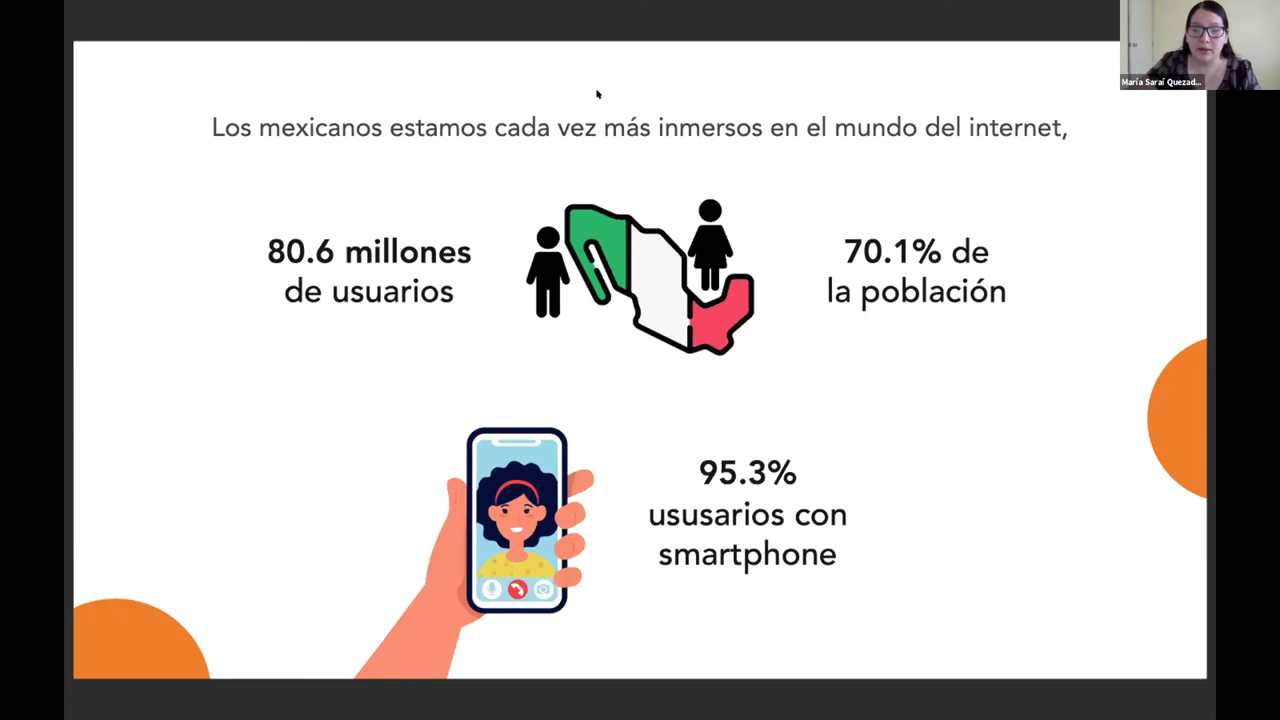 María Saraí Quezad...
Los mexicanos estamos cada vez más inmersos en el mundo del internet,
80.6 millones
de usuarios
70.1% de
la población
95.3%
ususarios con
smartphone